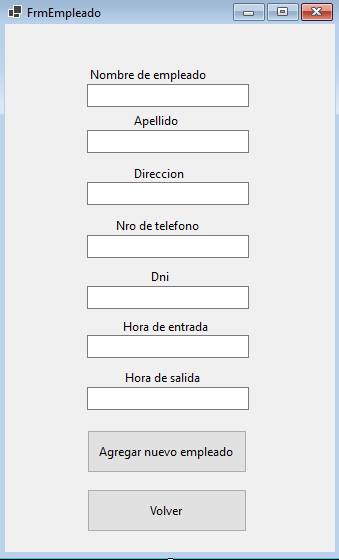 FrmEmpleado
Nombre de empleado
Apellido
Direccion
Nro de telefono
Dni
Hora de entrada
Hora de salida
Agregar nuevo empleado
Volver